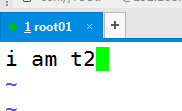 1 root01
i am t2
~
~